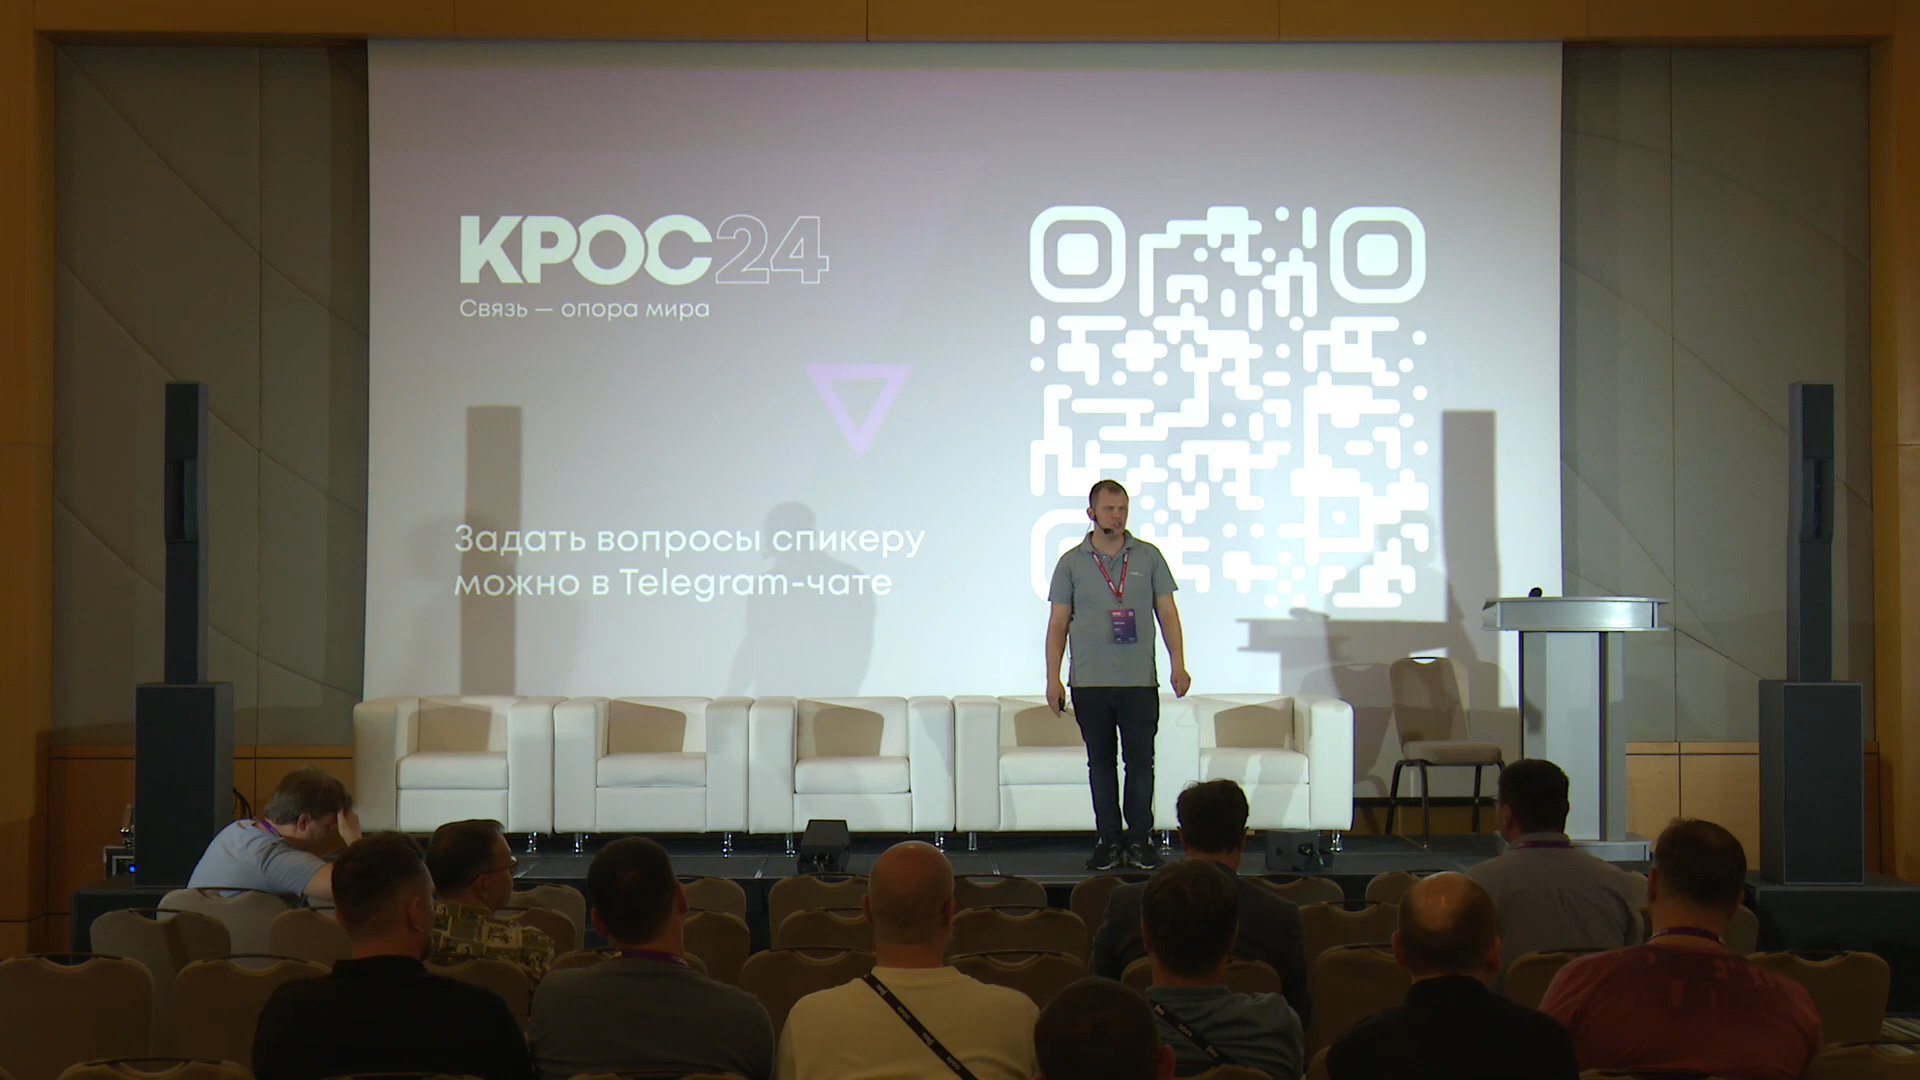 КРОС24
Связь — опора мира
Задать вопросы спикеру
можно в Telegram-чате